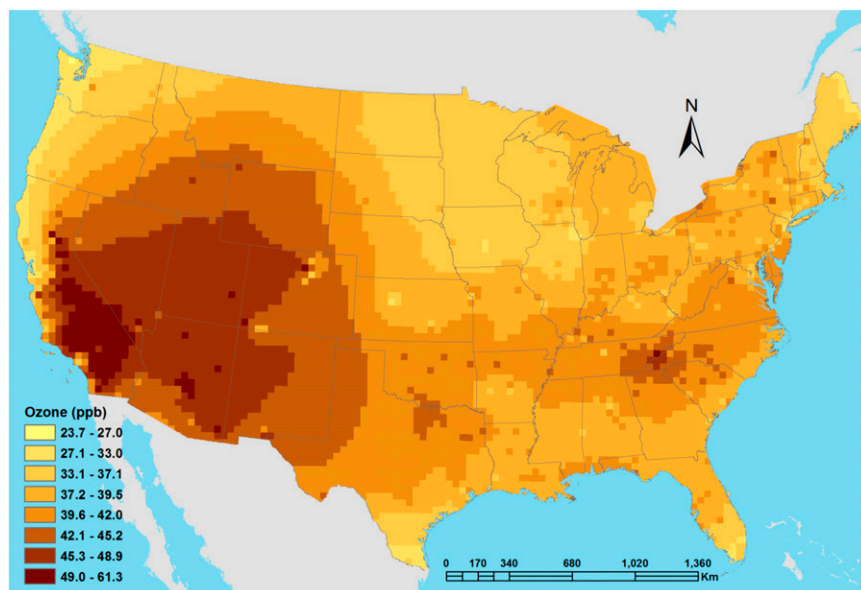 N
Ozone (ppb)
23.7 - 27.0
27.1 - 33.0
33.1 - 37.1
37.2 - 39.5
39.6 - 42.0
42.1 - 45.2
45.3 - 48.9
49.0 - 61.3
0 170 340 680 1,020 1,360
Km